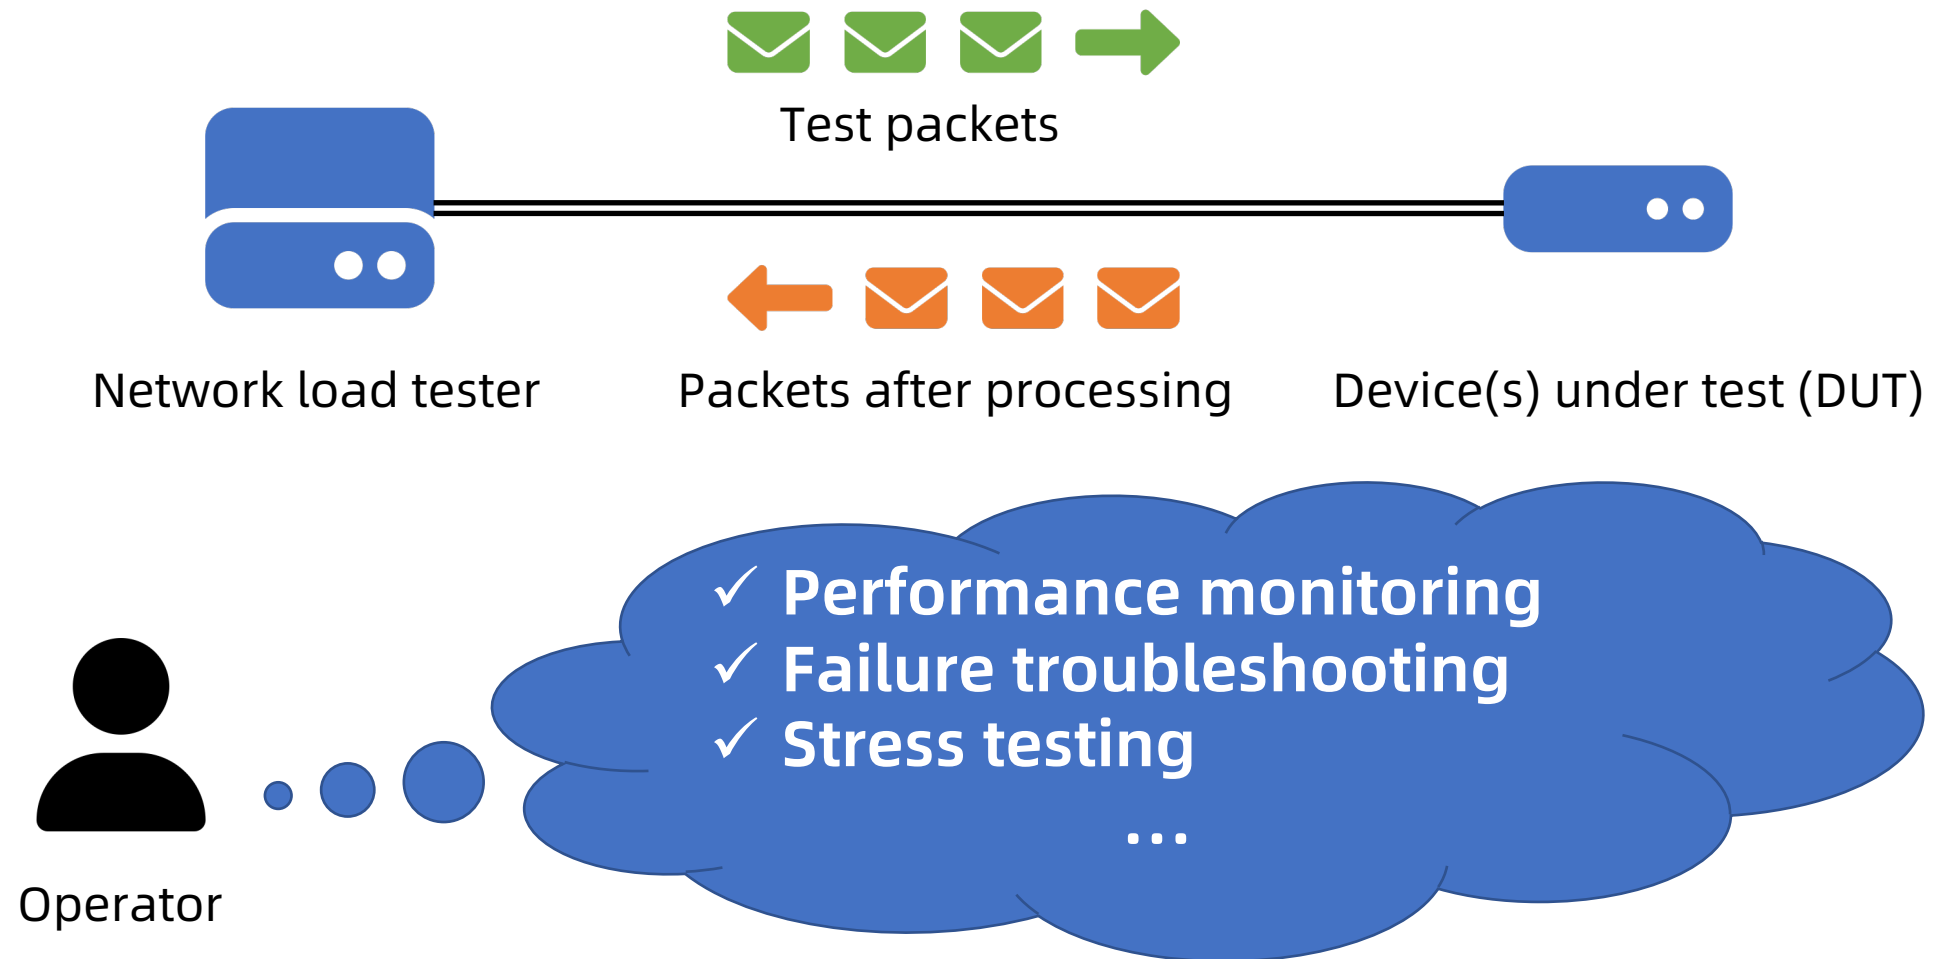 Test packets
Network load tester
Packets after processing
Device(s) under test (DUT)
✓ Performance monitoring
✓ Failure troubleshooting
✓ Stress testing
...
Operator